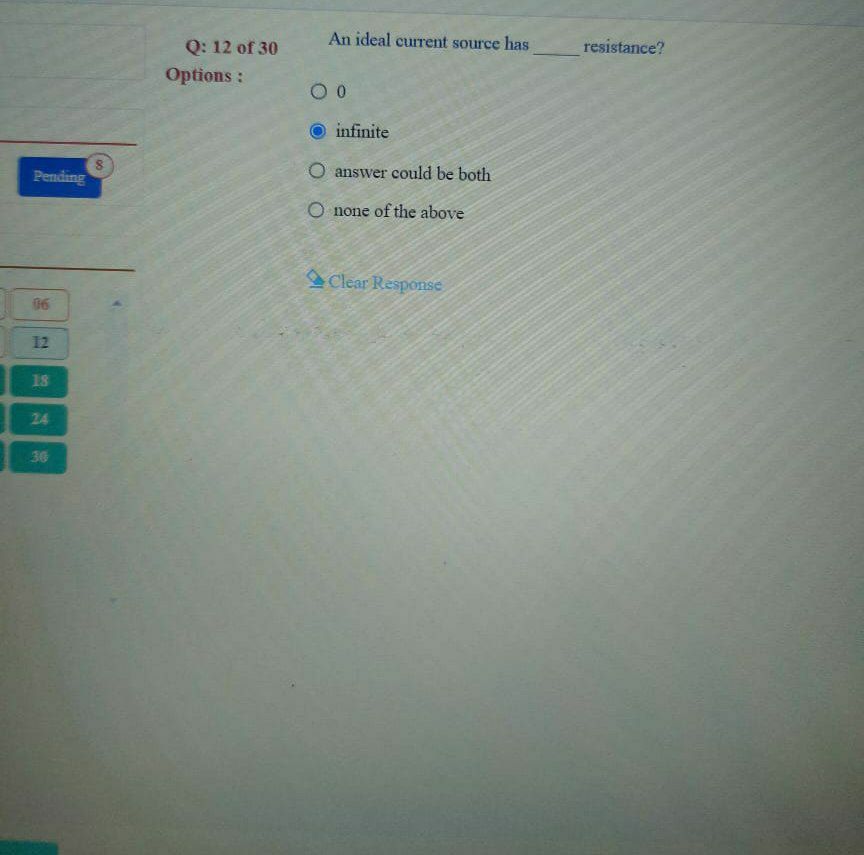 Q: 12 of 30
An ideal current source has _____ resistance?
Options :
0
infinite
answer could be both
none of the above
Clear Response
Pending
8
06
12
18
24
30